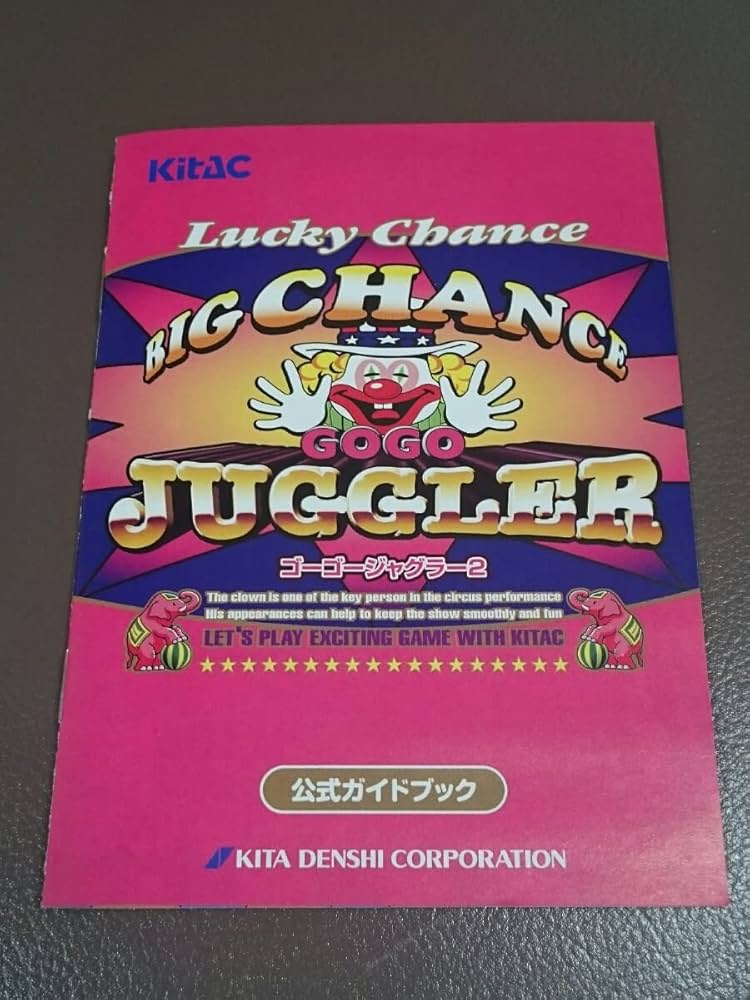 KitAC
Lucky Chance
BIG CHANCE
GOGO
JUGGLER
ゴーゴージャグラー2
The clown is one of the key person in the circus performance
His appearances can help to keep the show smoothly and fun
LET'S PLAY EXCITING GAME WITH KITAC
公式ガイドブック
KITA DENSHI CORPORATION